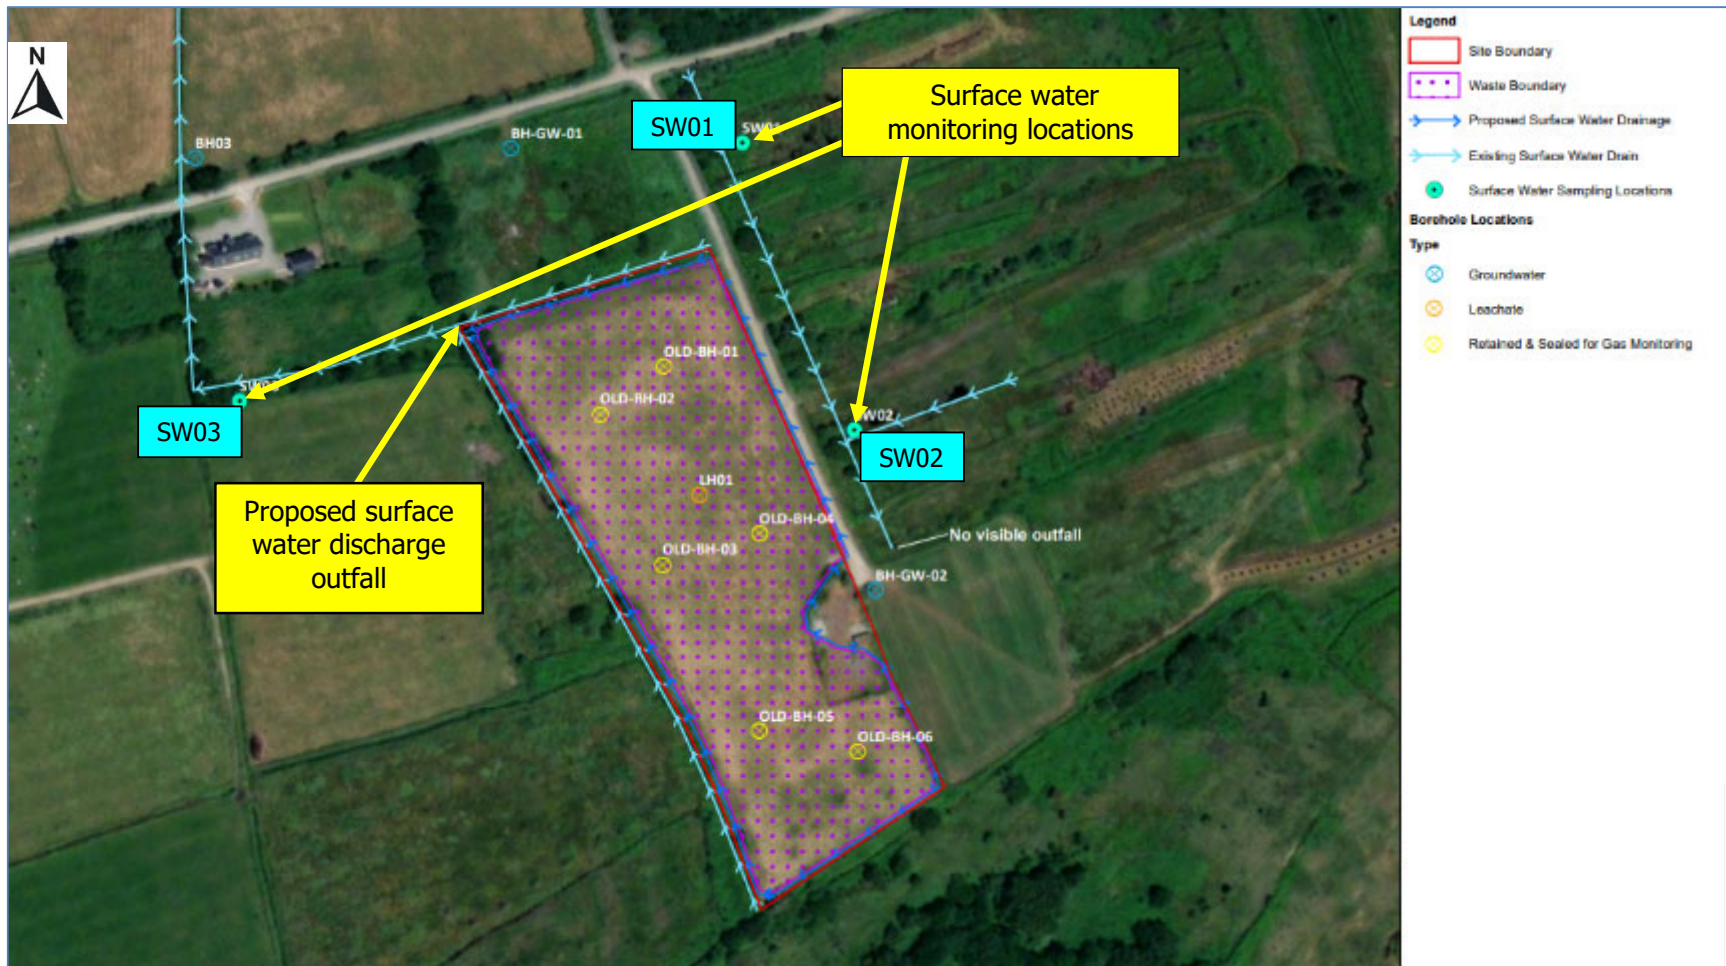 N
BH03
BH-GW-01
SW01
SW01
Surface water
monitoring locations
OLD-BH-01
OLD-BH-02
SW03
SW02
SW02
LH01
Proposed surface
water discharge
outfall
OLD-BH-04
No visible outfall
OLD-BH-03
BH-GW-02
OLD-BH-05
OLD-BH-06
Legend
Site Boundary
Waste Boundary
Proposed Surface Water Drainage
Existing Surface Water Drain
Surface Water Sampling Locations
Borehole Locations
Type
Groundwater
Leachate
Retained & Sealed for Gas Monitoring